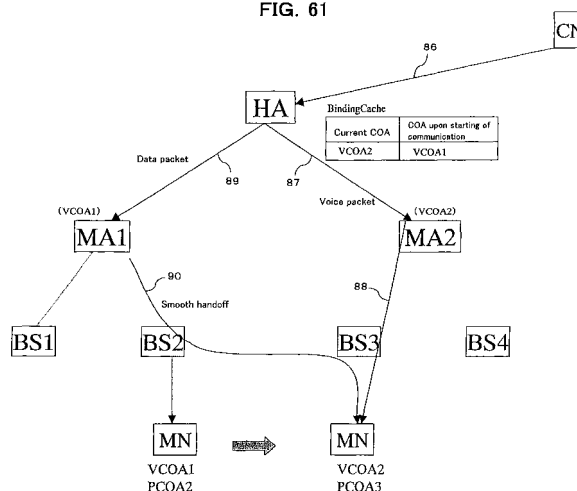 FIG. 61
CN
86
HA
BindingCache
Current COA
COA upon starting of
communication
VCOA2
VCOA1
Data packet
89
87
Voice packet
(VCOA1)
(VCOA2)
MA1
MA2
90
88
Smooth handoff
BS1
BS2
BS3
BS4
MN
MN
VCOA1
PCOA2
VCOA2
PCOA3